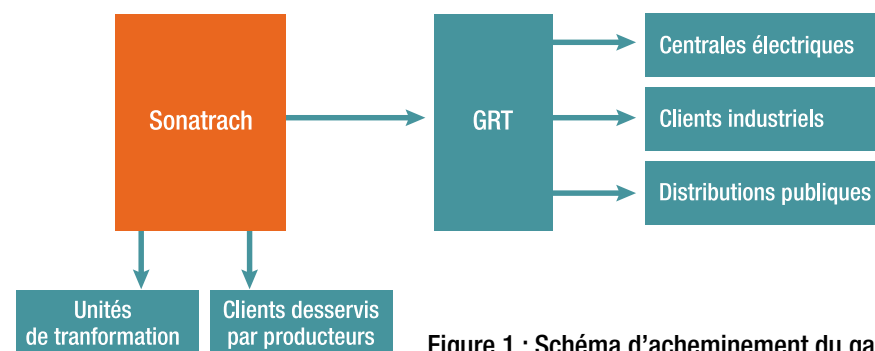 Sonatrach
GRT
Centrales électriques
Clients industriels
Distributions publiques
Unités
de tranformation
Clients desservis
par producteurs
Figure 1 : Schéma d'acheminement du ga